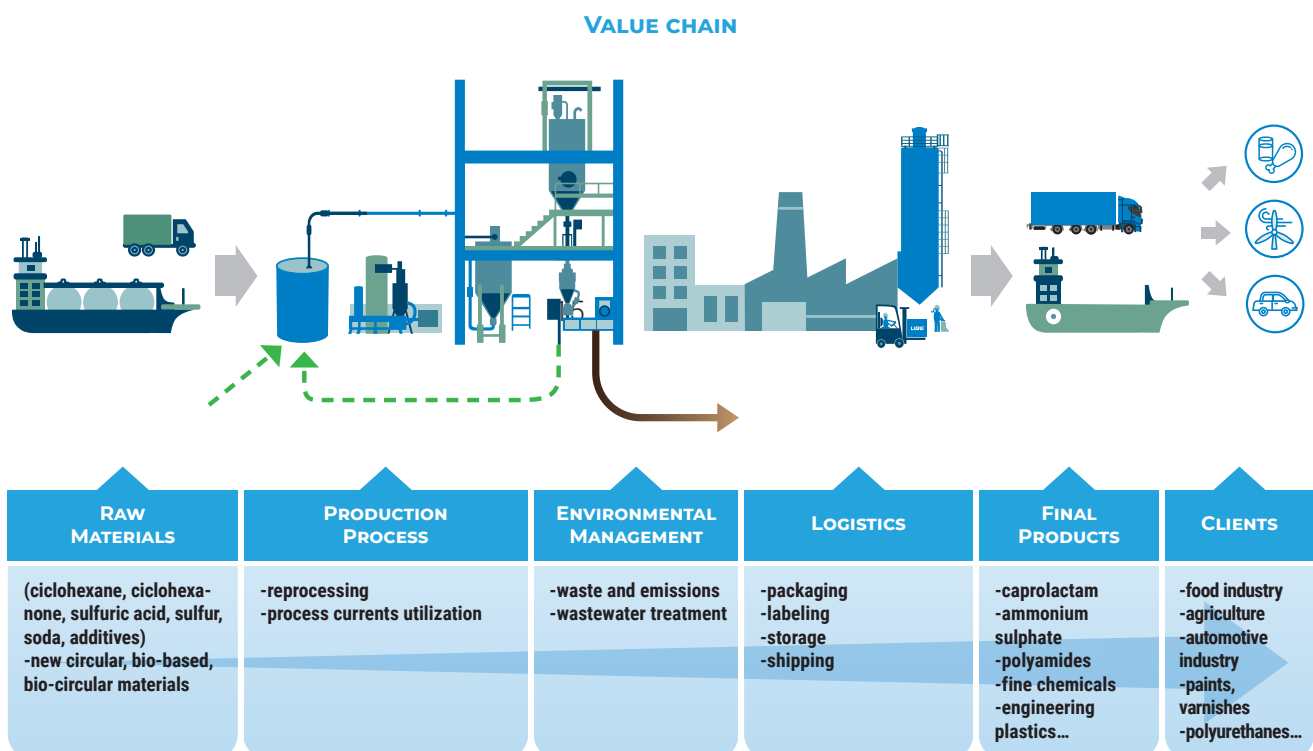 VALUE CHAIN
UBE
RAW
MATERIALS
(ciclohexane, ciclohexa-
none, sulfuric acid, sulfur,
soda, additives)
-new circular, bio-based,
bio-circular materials
PRODUCTION
PROCESS
-reprocessing
-process currents utilization
ENVIRONMENTAL
MANAGEMENT
-waste and emissions
-wastewater treatment
LOGISTICS
-packaging
-labeling
-storage
-shipping
FINAL
PRODUCTS
-caprolactam
-ammonium
sulphate
-polyamides
-fine chemicals
-engineering
plastics…
CLIENTS
-food industry
-agriculture
-automotive
industry
-paints,
varnishes
-polyurethanes…